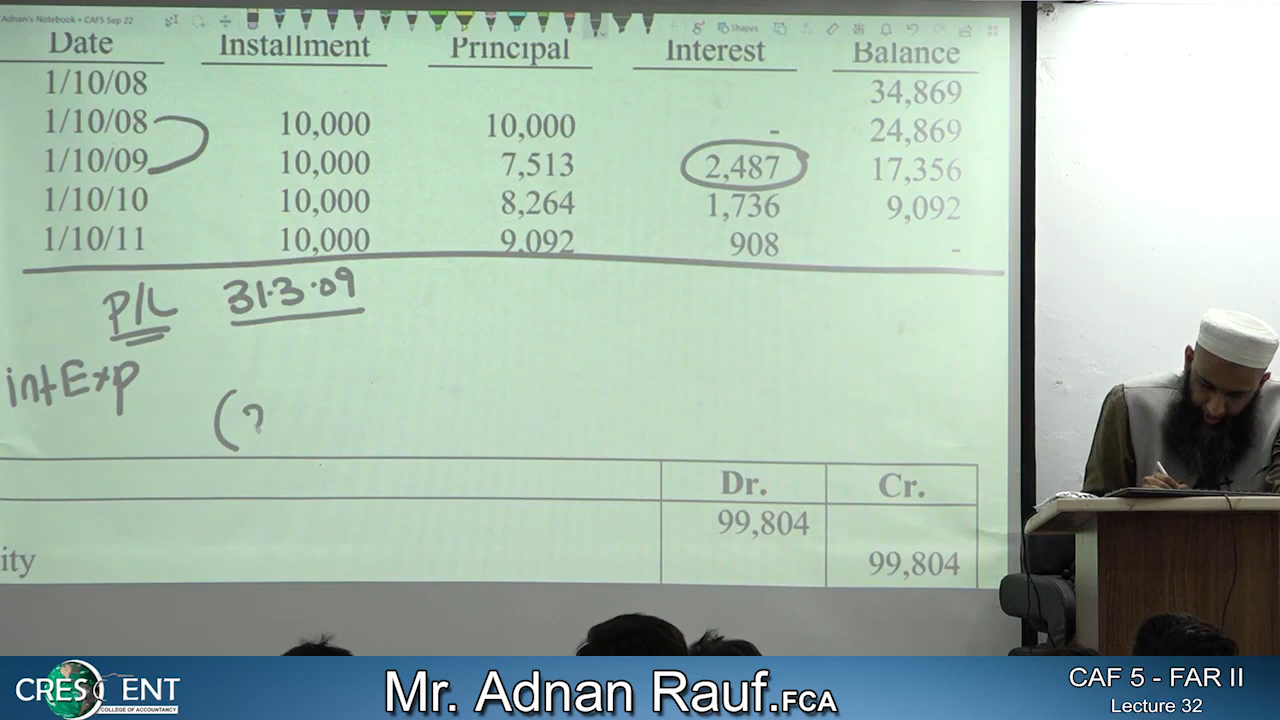 Adnan's Notebook » CAF5 Sep 22
Shapes
Date Installment Principal Interest Balance
1/10/08 34,869
1/10/08 10,000 10,000 - 24,869
1/10/09 10,000 7,513 2,487 17,356
1/10/10 10,000 8,264 1,736 9,092
1/10/11 10,000 9,092 908 -
P/L 31.3.09
int Exp
(2
Dr. Cr.
99,804
ity 99,804
CRESCENT
COLLEGE OF ACCOUNTANCY
Mr. Adnan Rauf.FCA
CAF 5 - FAR II
Lecture 32